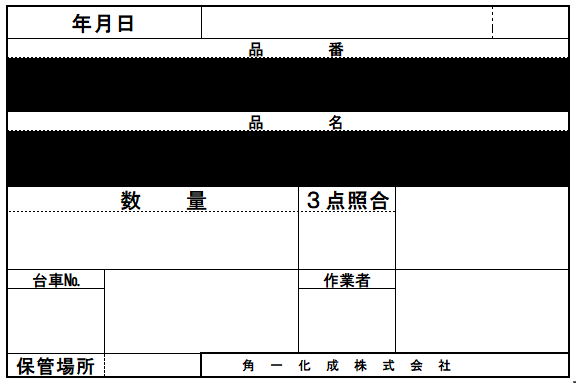 年月日
品 番
品 名
数 量 3点照合
台車№. 作業者
保管場所 角一化成株式会社